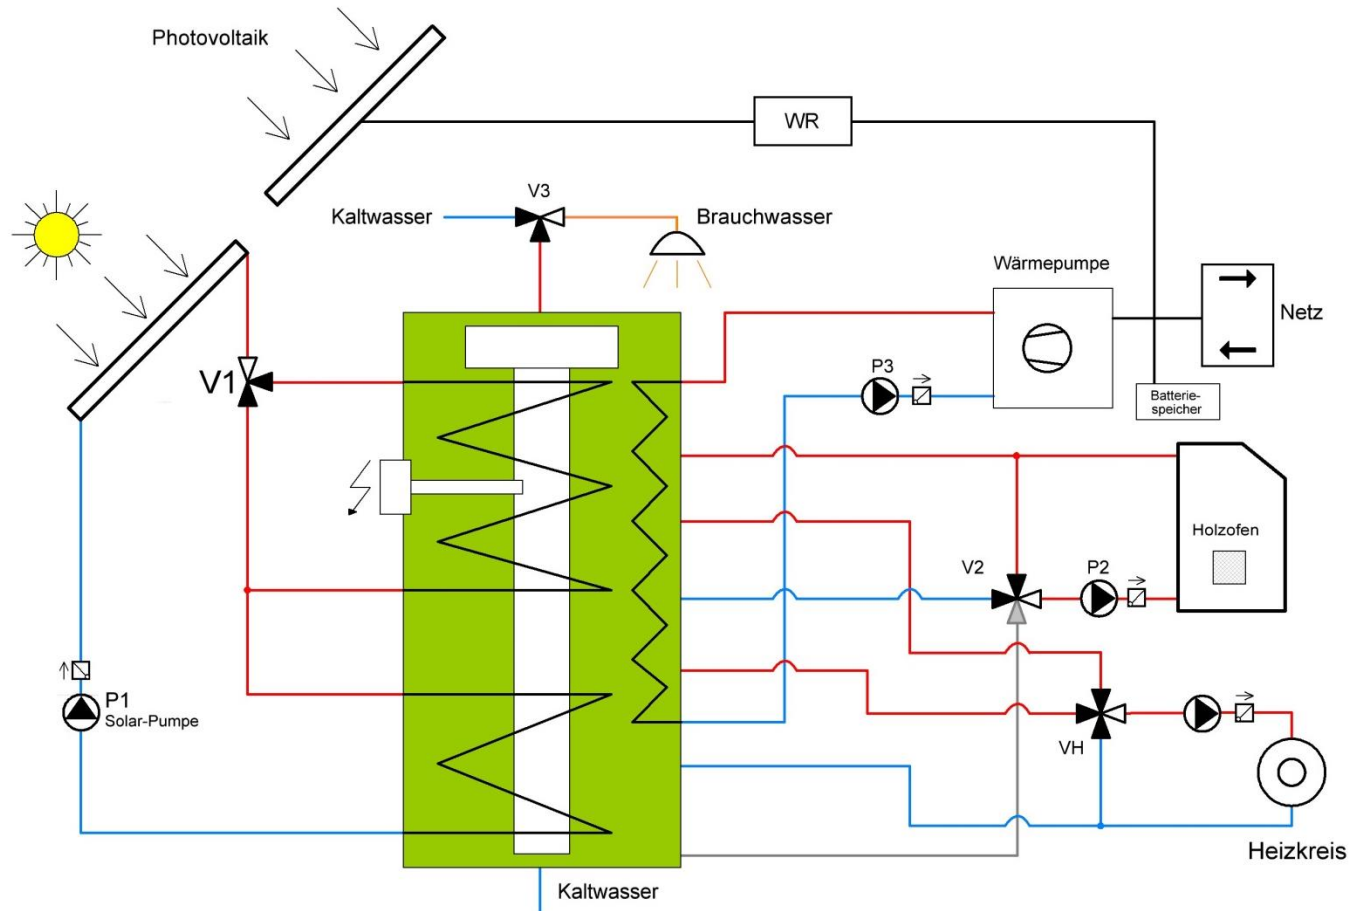 Photovoltaik
WR
V3
Kaltwasser
Brauchwasser
Wärmepumpe
Netz
V1
P3
Batterie-
speicher
Holzofen
V2
P2
P1
Solar-Pumpe
VH
Heizkreis
Kaltwasser